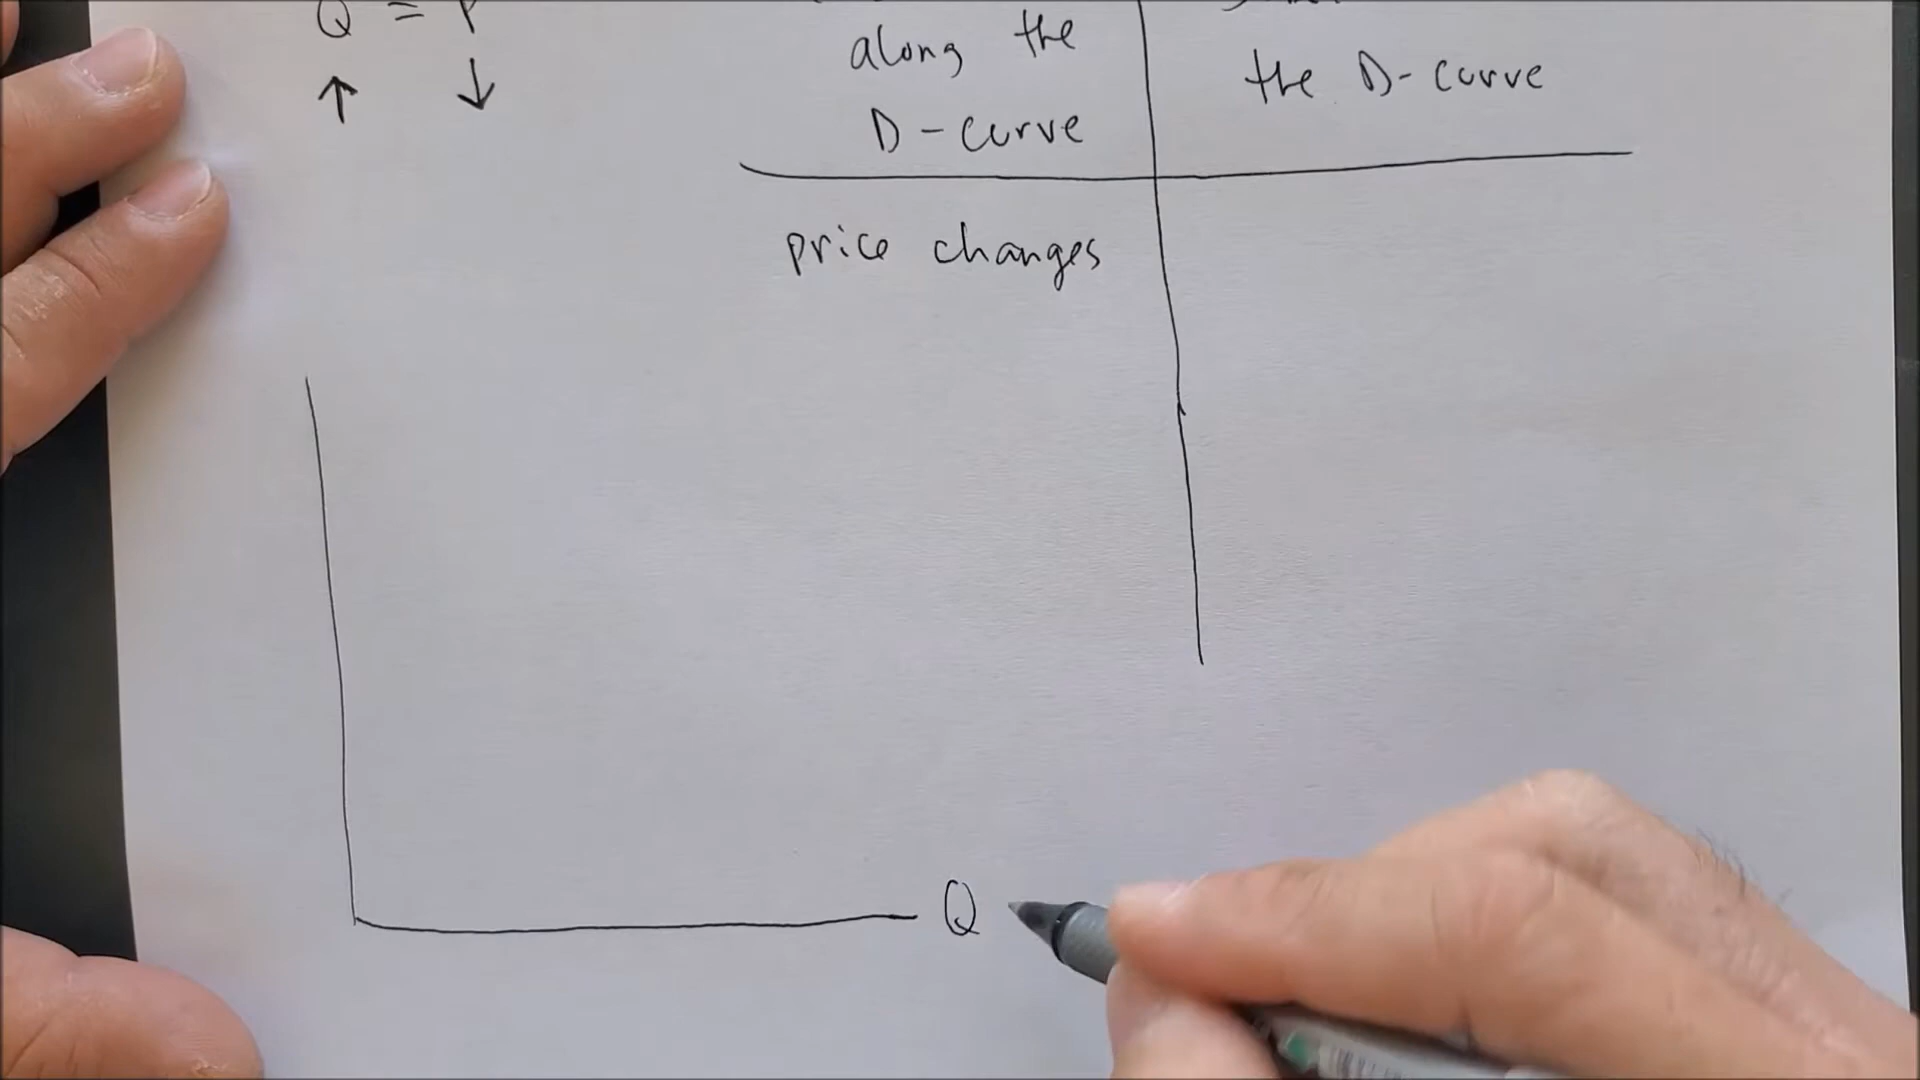 Q = P
↑ ↓
along the
D-curve
the D-curve
price changes
Q